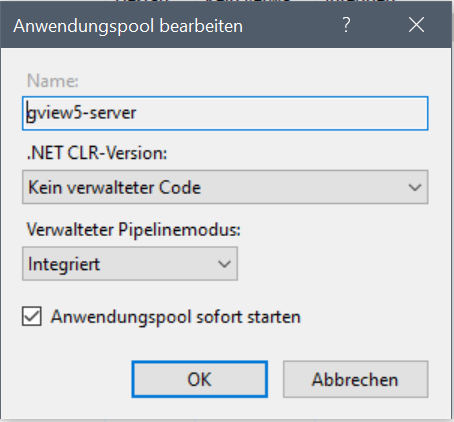 Anwendungspool bearbeiten
?
Name:
gview5-server
.NET CLR-Version:
Kein verwalteter Code
Verwalteter Pipelinemodus:
Integriert
Anwendungspool sofort starten
OK
Abbrechen